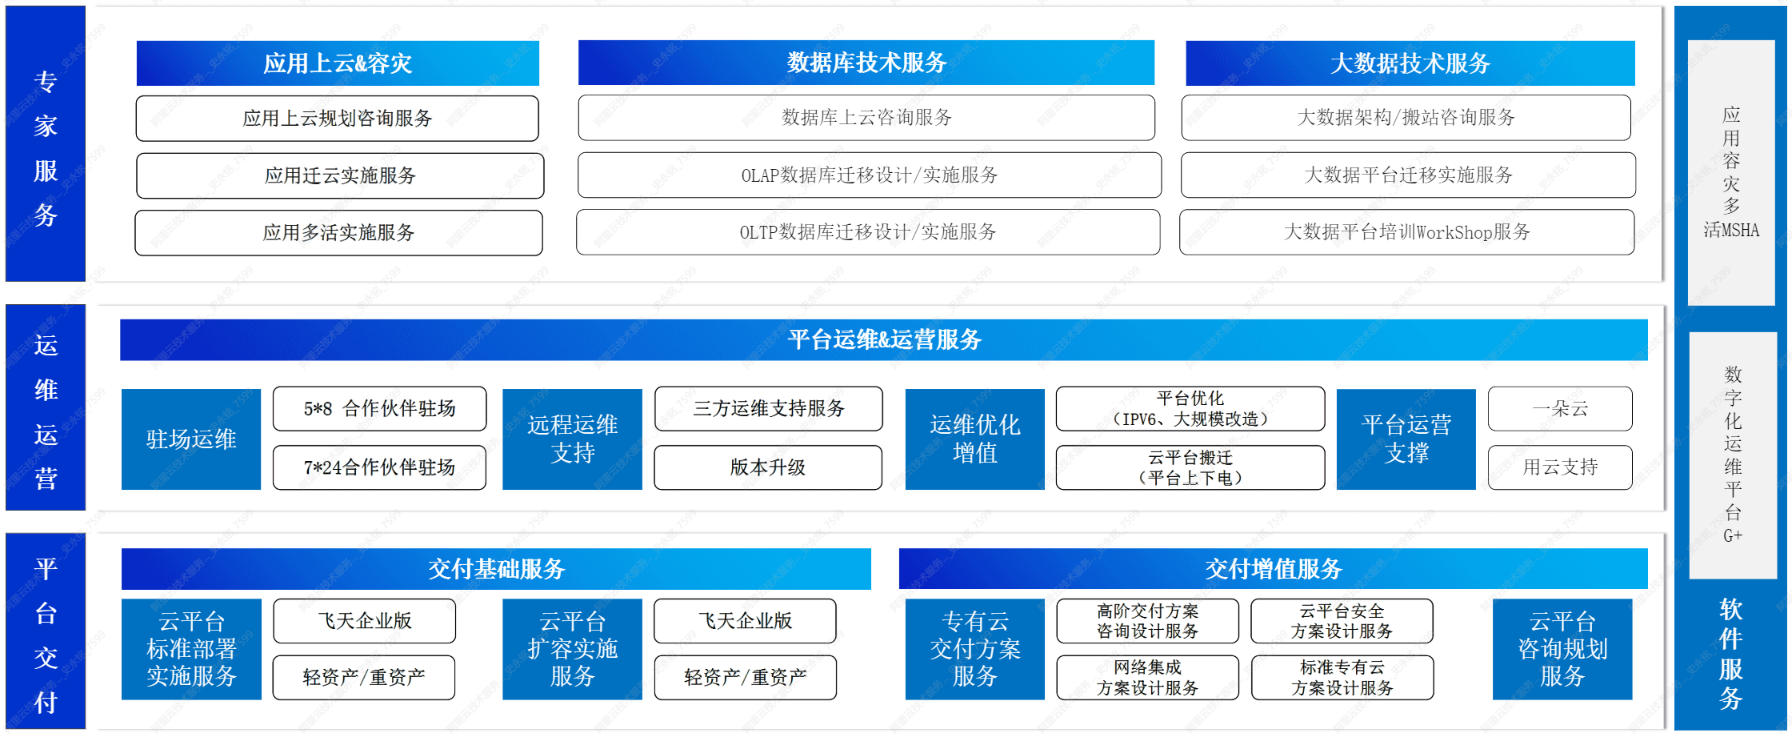 专家服务
应用上云&容灾
应用上云规划咨询服务
应用迁云实施服务
应用多活实施服务
数据库技术服务
数据库上云咨询服务
OLAP数据库迁移设计/实施服务
OLTP数据库迁移设计/实施服务
大数据技术服务
大数据架构/搬站咨询服务
大数据平台迁移实施服务
大数据平台培训WorkShop服务
运维运营
平台运维&运营服务
驻场运维
5*8 合作伙伴驻场
7*24合作伙伴驻场
远程运维
支持
三方运维支持服务
版本升级
运维优化
增值
平台优化
（IPV6、大规模改造）
云平台搬迁
（平台上下电）
平台运营
支撑
一朵云
用云支持
平台交付
交付基础服务
云平台
标准部署
实施服务
飞天企业版
轻资产/重资产
云平台
扩容实施
服务
飞天企业版
轻资产/重资产
交付增值服务
专有云
交付方案
服务
高阶交付方案
咨询设计服务
云平台安全
方案设计服务
网络集成
方案设计服务
标准专有云
方案设计服务
云平台
咨询规划
服务
应用容灾多
活MSHA
数字化运维平台
G+
软件服务